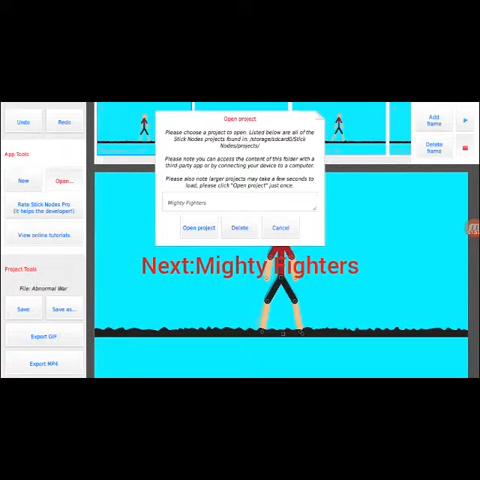 Undo
Redo
App Tools
New
Open...
Rate Stick Nodes Pro
(it helps the developer!)
View online tutorials
Project Tools
File: Abnormal War
Save
Save as...
Export GIF
Export MP4
Open project
Please choose a project to open. Listed below are all of the
Stick Nodes projects found in: /storage/sdcard0/Stick
Nodes/projects/
Please note you can access the content of this folder with a
third-party app or by connecting your device to a computer.
Please also note larger projects may take a few seconds to
load, please click "Open project" just once.
Mighty Fighters
Open project
Delete
Cancel
Add
frame
Delete
frame
Next:Mighty Fighters